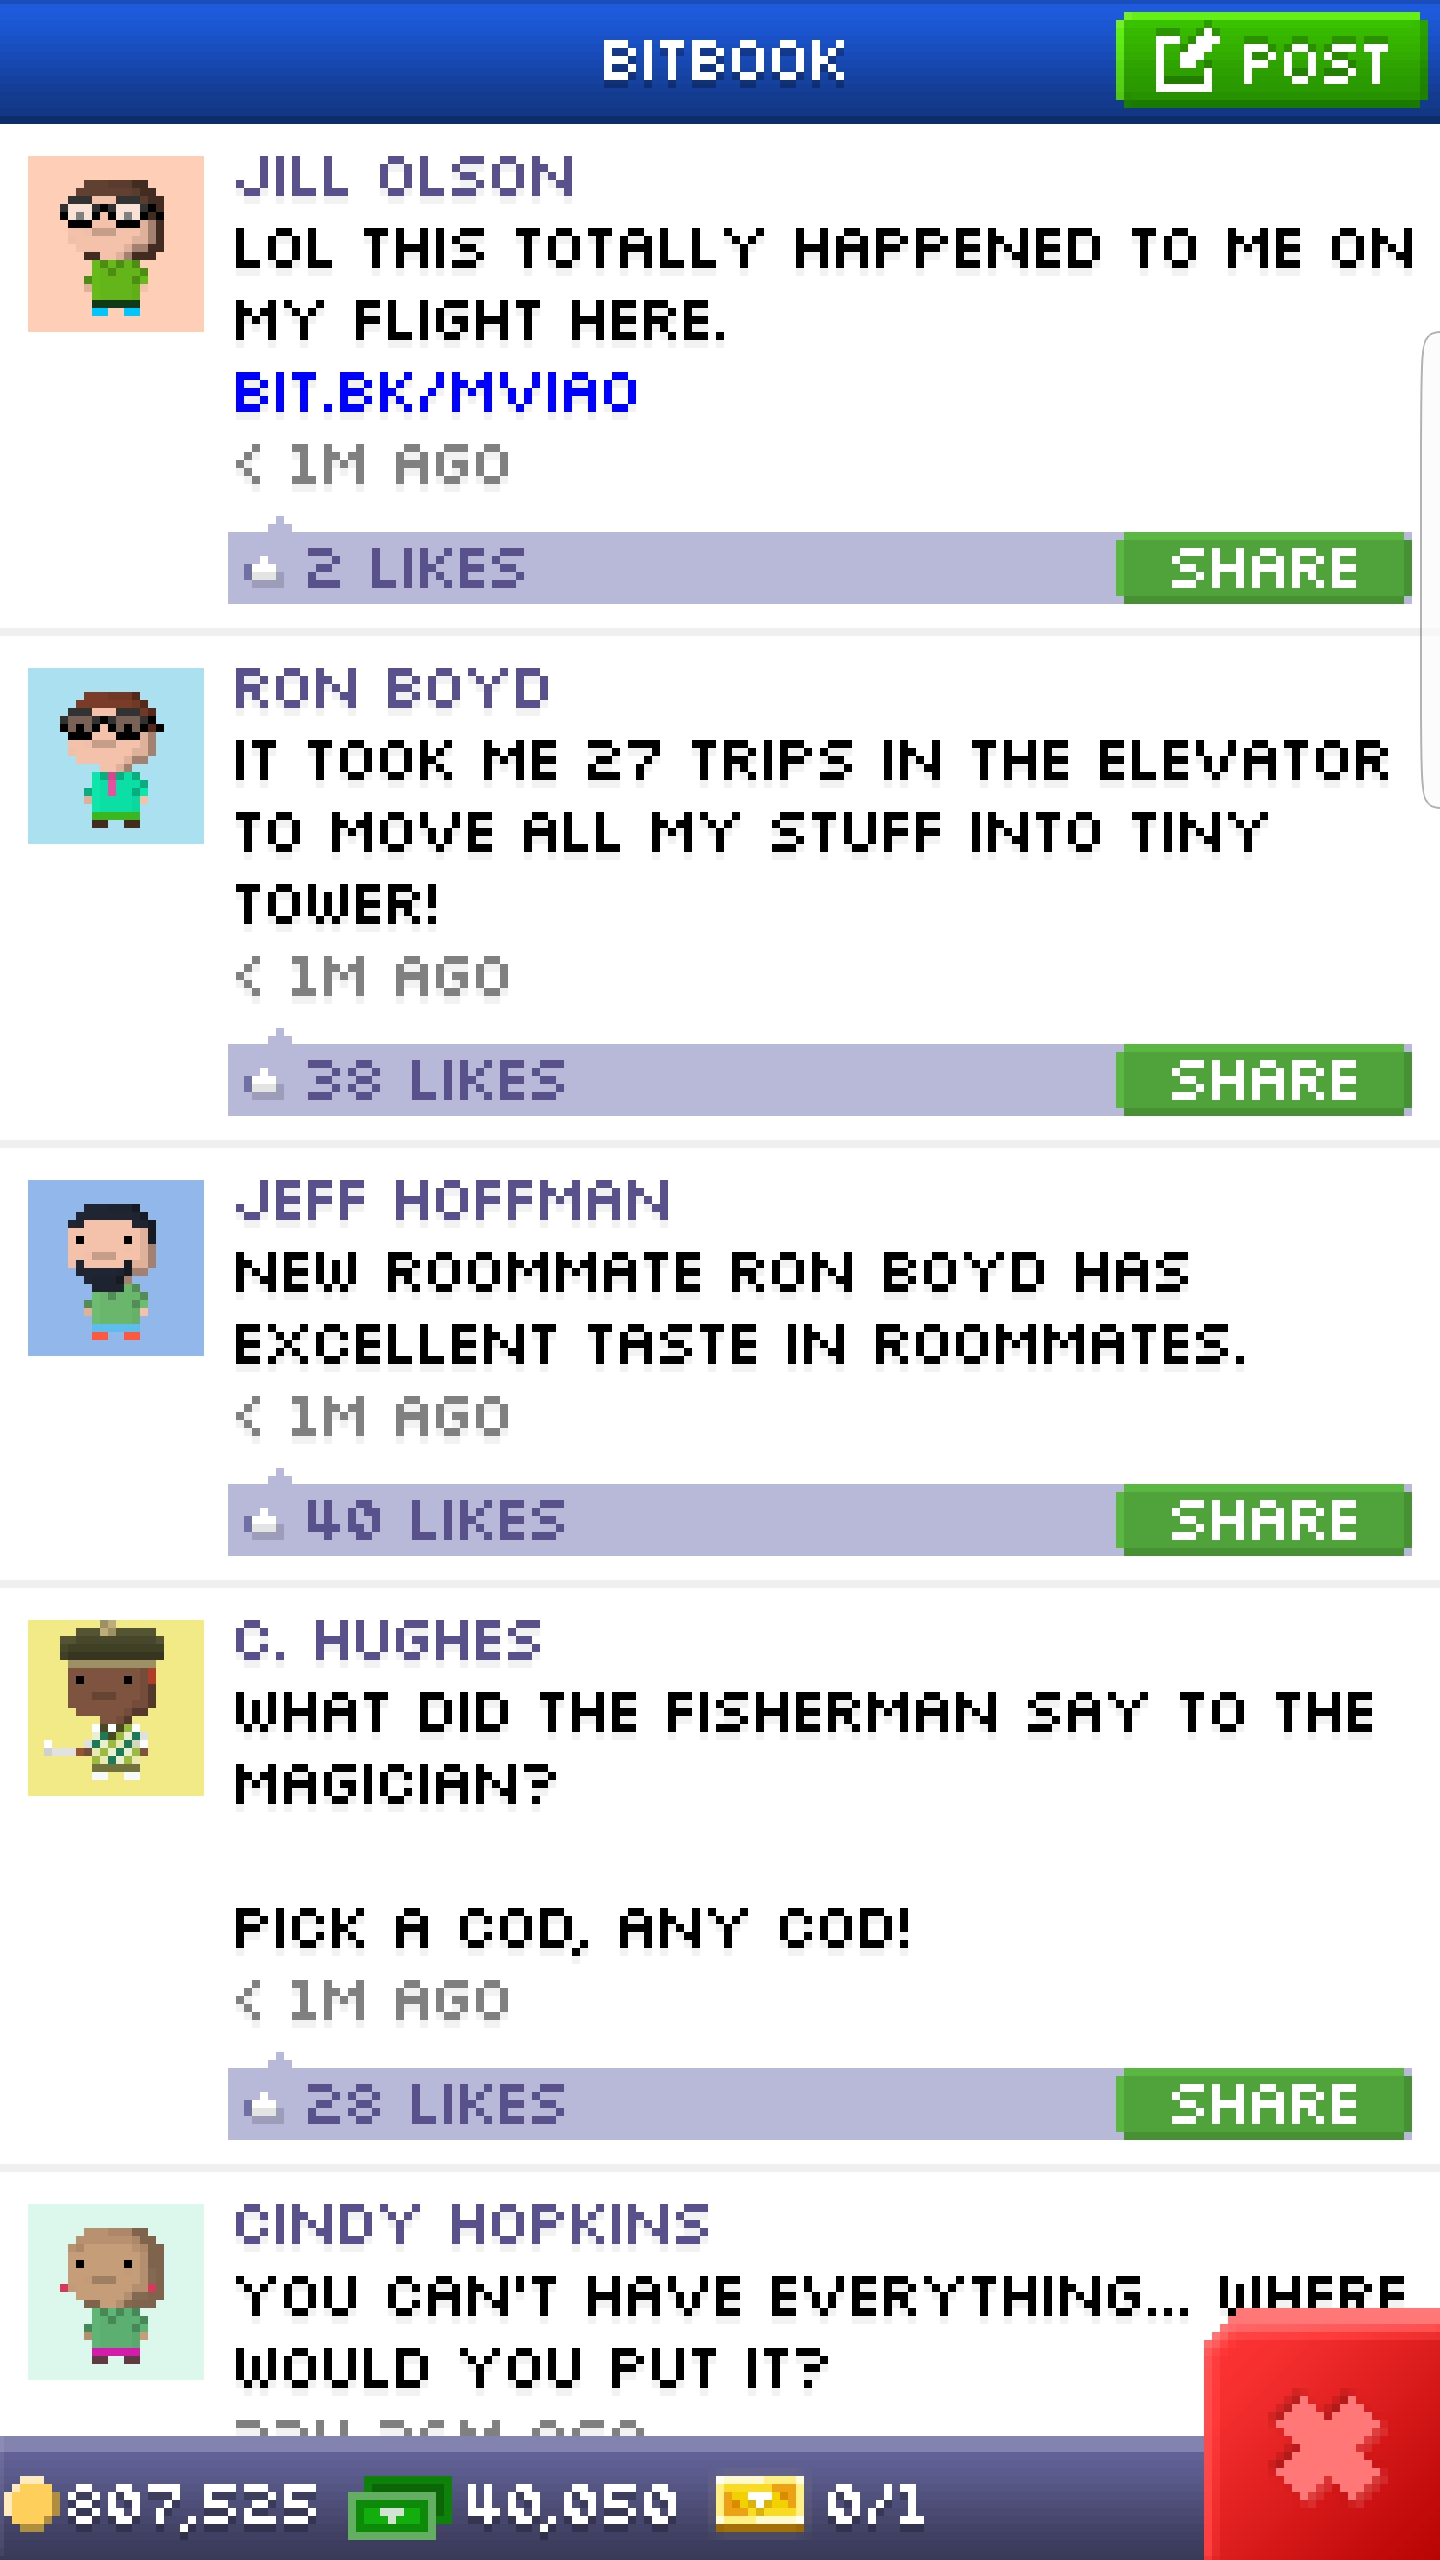 BITBOOK
POST
JILL OLSON
LOL THIS TOTALLY HAPPENED TO ME ON
MY FLIGHT HERE.
BIT.BK/MVIAO
< 1M AGO
2 LIKES
SHARE
RON BOYD
IT TOOK ME 27 TRIPS IN THE ELEVATOR
TO MOVE ALL MY STUFF INTO TINY
TOWER!
< 1M AGO
38 LIKES
SHARE
JEFF HOFFMAN
NEW ROOMMATE RON BOYD HAS
EXCELLENT TASTE IN ROOMMATES.
< 1M AGO
40 LIKES
SHARE
C. HUGHES
WHAT DID THE FISHERMAN SAY TO THE
MAGICIAN?
PICK A COD, ANY COD!
< 1M AGO
28 LIKES
SHARE
CINDY HOPKINS
YOU CAN'T HAVE EVERYTHING... WHERE
WOULD YOU PUT IT?
807,525
40,050
0/1